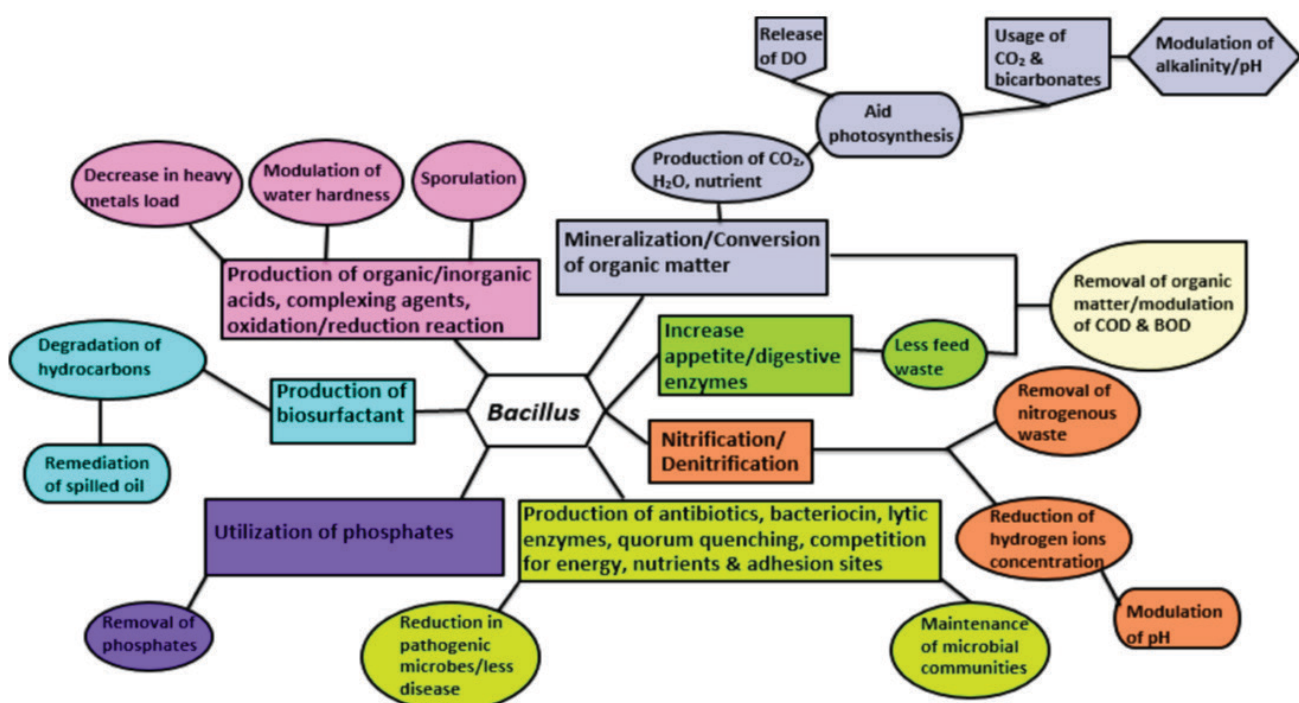 Release
of DO
Usage of
CO₂ &
bicarbonates
Modulation of
alkalinity/pH
Aid
photosynthesis
Production of CO₂,
H₂O, nutrient
Decrease in heavy
metals load
Modulation of
water hardness
Sporulation
Mineralization/Conversion
of organic matter
Production of organic/inorganic
acids, complexing agents,
oxidation/reduction reaction
Removal of organic
matter/modulation
of COD & BOD
Increase
appetite/digestive
enzymes
Less feed
waste
Degradation of
hydrocarbons
Production of
biosurfactant
Bacillus
Removal of
nitrogenous
waste
Nitrification/
Denitrification
Remediation
of spilled oil
Utilization of phosphates
Production of antibiotics, bacteriocin, lytic
enzymes, quorum quenching, competition
for energy, nutrients & adhesion sites
Reduction of
hydrogen ions
concentration
Removal of
phosphates
Reduction in
pathogenic
microbes/less
disease
Maintenance
of microbial
communities
Modulation
of pH